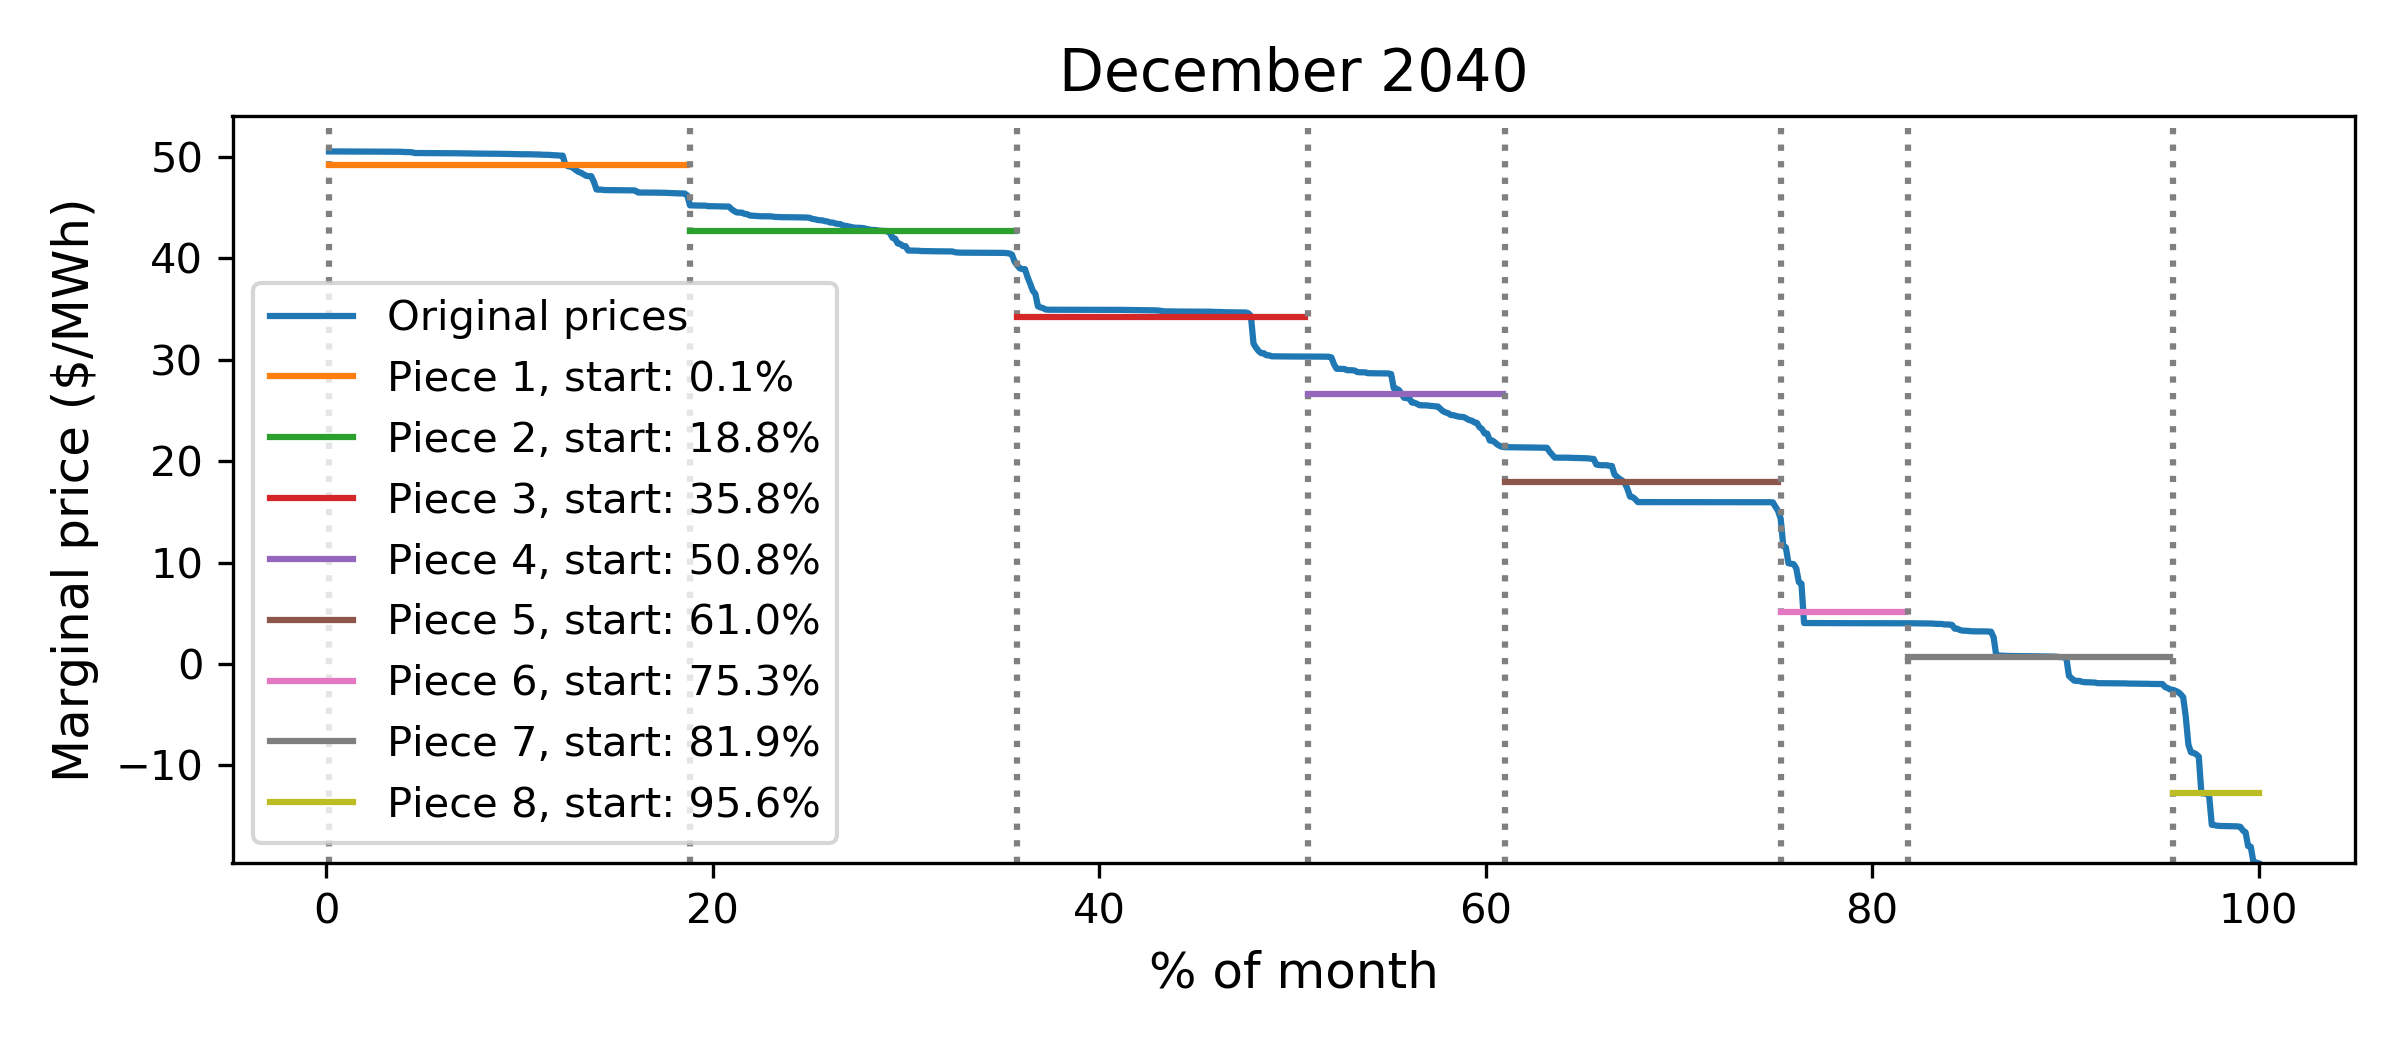 December 2040
Marginal price ($/MWh)
50
40
30
20
10
0
−10
Original prices
Piece 1, start: 0.1%
Piece 2, start: 18.8%
Piece 3, start: 35.8%
Piece 4, start: 50.8%
Piece 5, start: 61.0%
Piece 6, start: 75.3%
Piece 7, start: 81.9%
Piece 8, start: 95.6%
0 20 40 60 80 100
% of month